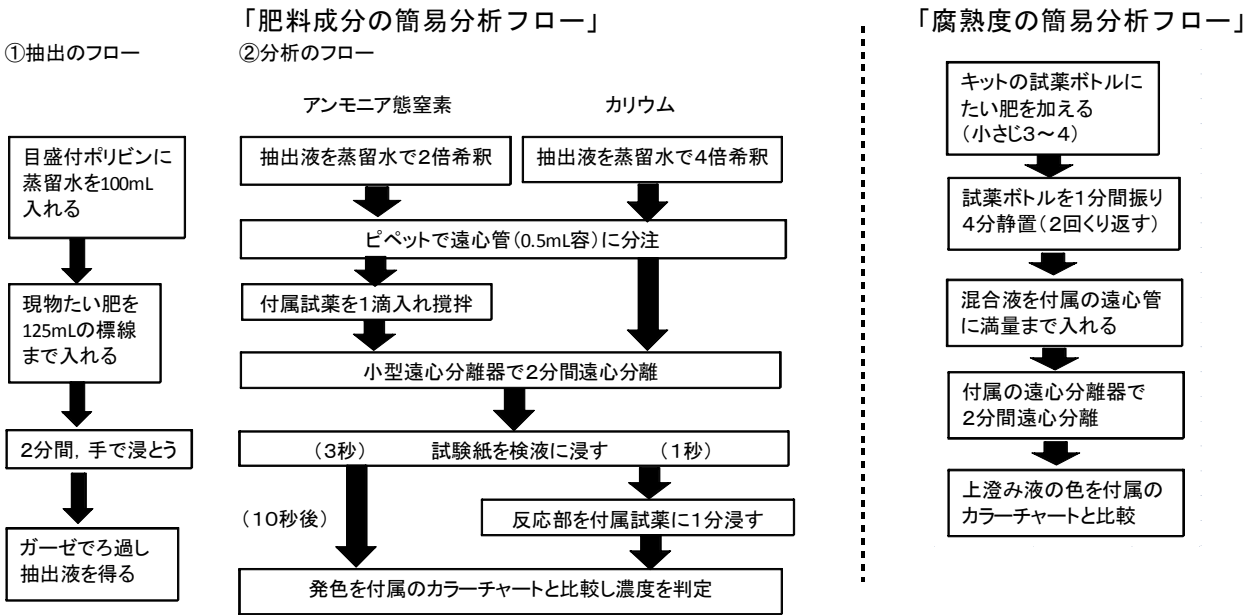 「肥料成分の簡易分析フロー」
①抽出のフロー
目盛付ポリビンに
蒸留水を100mL
入れる
現物たい肥を
125mLの標線
まで入れる
2分間，手で浸とう
ガーゼでろ過し
抽出液を得る
②分析のフロー
アンモニア態窒素
カリウム
抽出液を蒸留水で2倍希釈
抽出液を蒸留水で4倍希釈
ピペットで遠心管（0.5mL容）に分注
付属試薬を1滴入れ撹拌
小型遠心分離器で2分間遠心分離
（3秒） 試験紙を検液に浸す （1秒）
（10秒後）
反応部を付属試薬に1分浸す
発色を付属のカラーチャートと比較し濃度を判定
「腐熟度の簡易分析フロー」
キットの試薬ボトルに
たい肥を加える
（小さじ3～4）
試薬ボトルを1分間振り
4分静置（2回くり返す）
混合液を付属の遠心管
に満量まで入れる
付属の遠心分離器で
2分間遠心分離
上澄み液の色を付属の
カラーチャートと比較